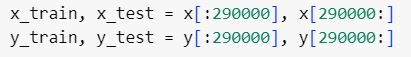 x_train, x_test = x[:290000], x[290000:]
y_train, y_test = y[:290000], y[290000:]